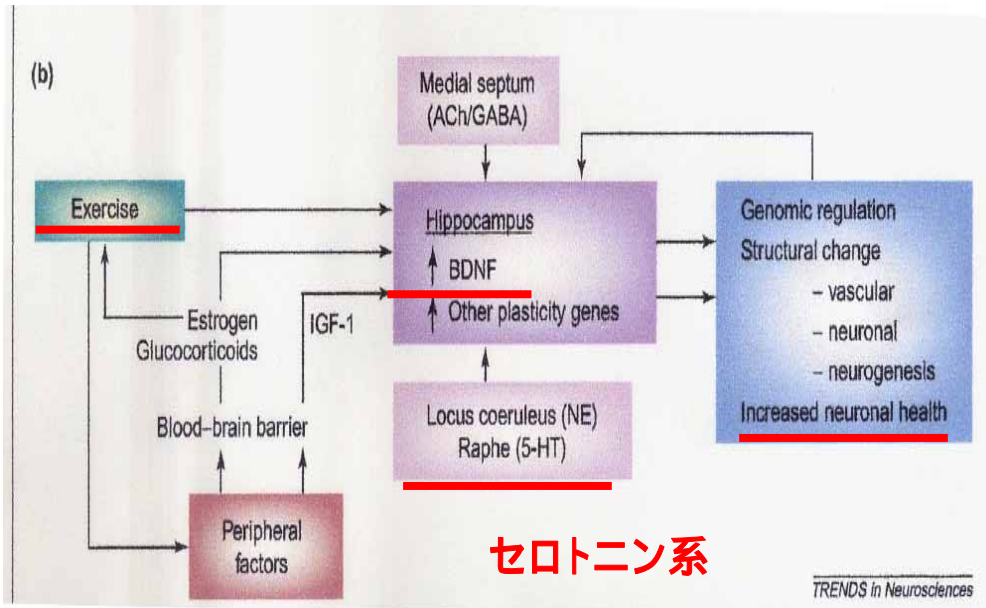 (b)
Medial septum
(ACh/GABA)
Exercise
Hippocampus
BDNF
Other plasticity genes
Genomic regulation
Structural change
– vascular
– neuronal
– neurogenesis
Increased neuronal health
Estrogen
Glucocorticoids
IGF-1
Blood–brain barrier
Locus coeruleus (NE)
Raphe (5-HT)
Peripheral
factors
セロトニン系
TRENDS in Neurosciences